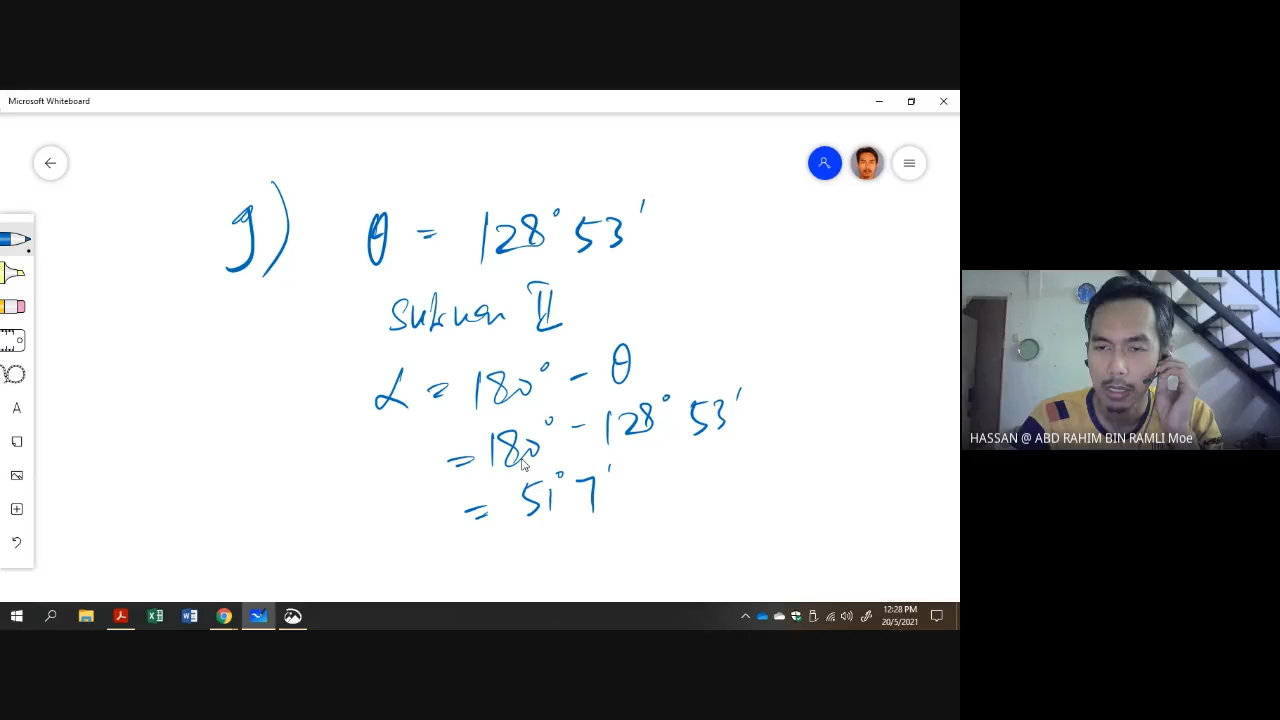 Microsoft Whiteboard
g) θ = 128° 53'
Sukuan II
α = 180° - θ
= 180° - 128° 53'
= 51° 7'
A
HASSAN @ ABD RAHIM BIN RAMLI Moe
12:28 PM
20/5/2021